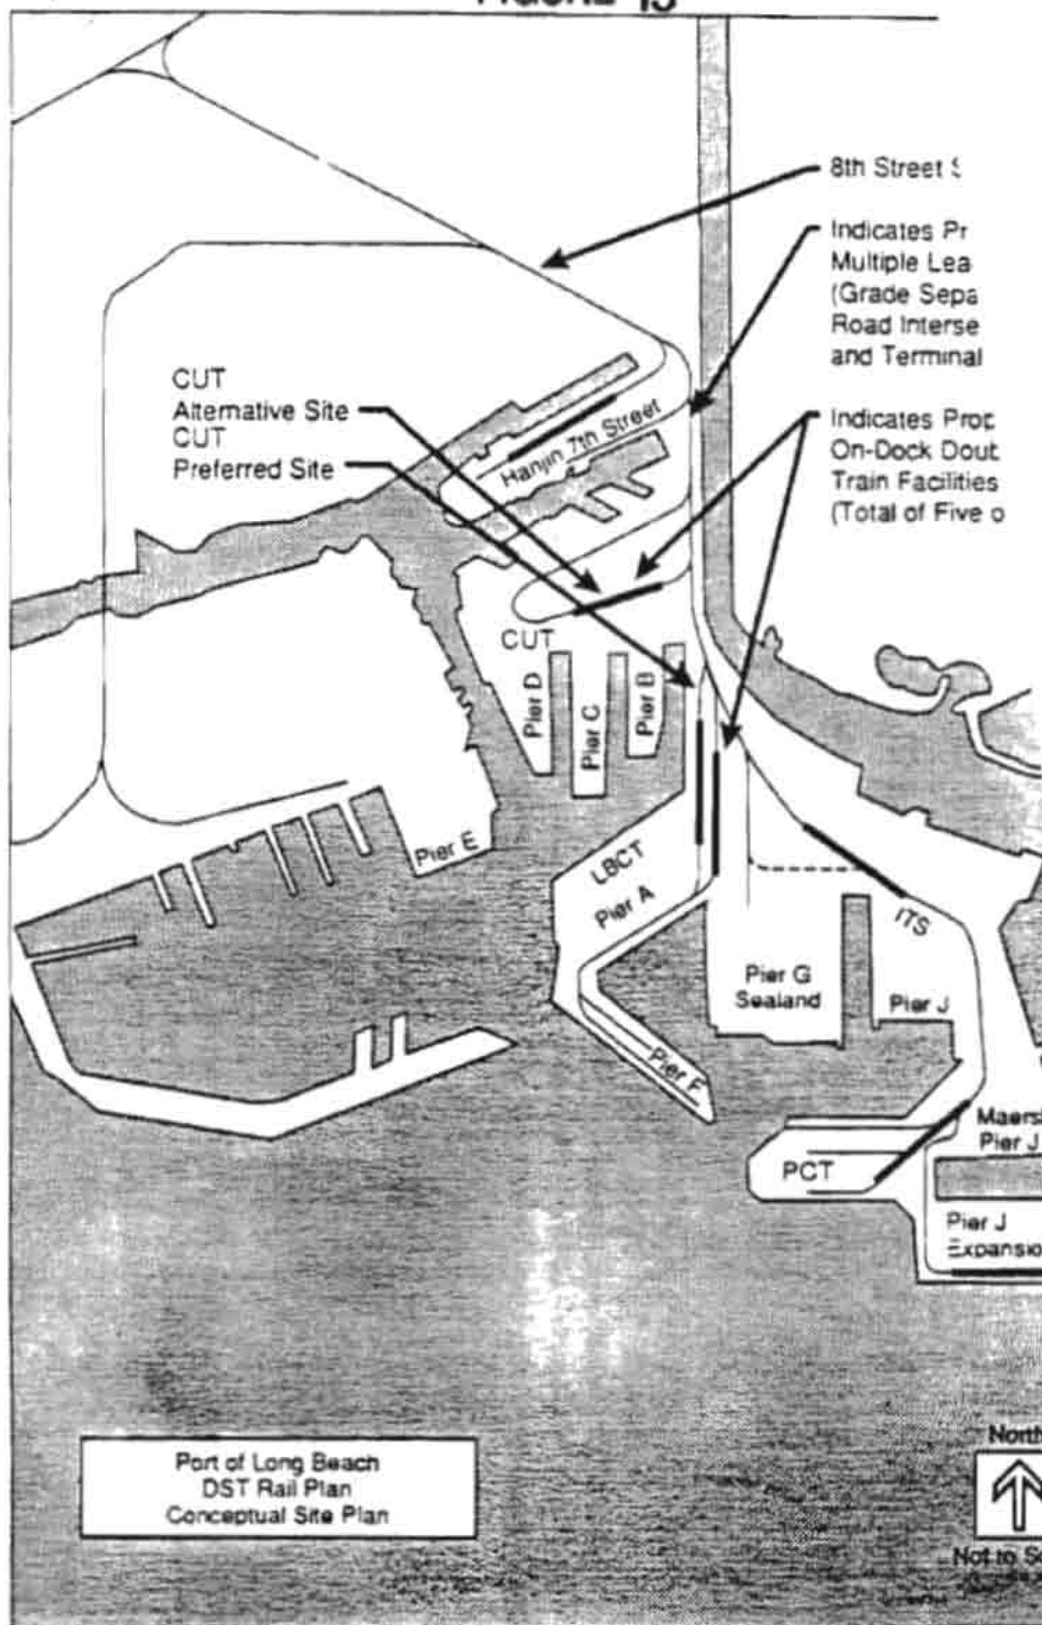 FIGURE 15
8th Street S
Indicates Pr
Multiple Lea
(Grade Sepa
Road Interse
and Terminal
CUT
Alternative Site
CUT
Preferred Site
Indicates Prop
On-Dock Doub
Train Facilities
(Total of Five o
Hanjin 7th Street
CUT
Pier D
Pier C
Pier B
Pier E
LBCT
Pier A
ITS
Pier G
Sealand
Pier J
Pier F
Maersk
Pier J
PCT
Pier J
Expansio
Port of Long Beach
DST Rail Plan
Conceptual Site Plan
North
Not to Sc